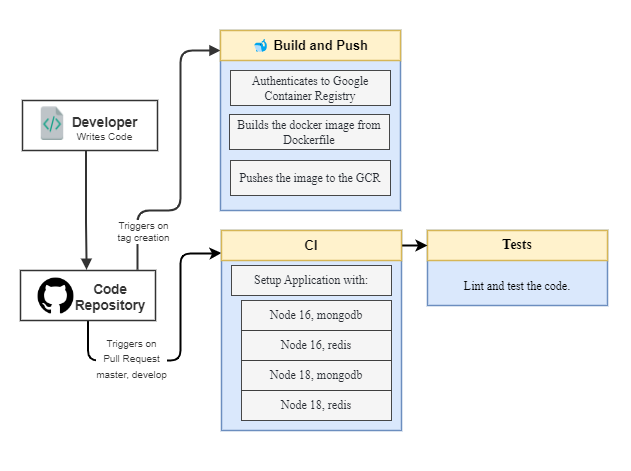 Build and Push
Authenticates to Google
Container Registry
Builds the docker image from
Dockerfile
Pushes the image to the GCR
Developer
Writes Code
Triggers on
tag creation
Code
Repository
Triggers on
Pull Request
master, develop
CI
Setup Application with:
Node 16, mongodb
Node 16, redis
Node 18, mongodb
Node 18, redis
Tests
Lint and test the code.